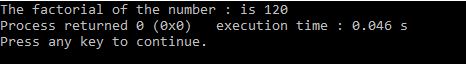 The factorial of the number : is 120
Process returned 0 (0x0)   execution time : 0.046 s
Press any key to continue.